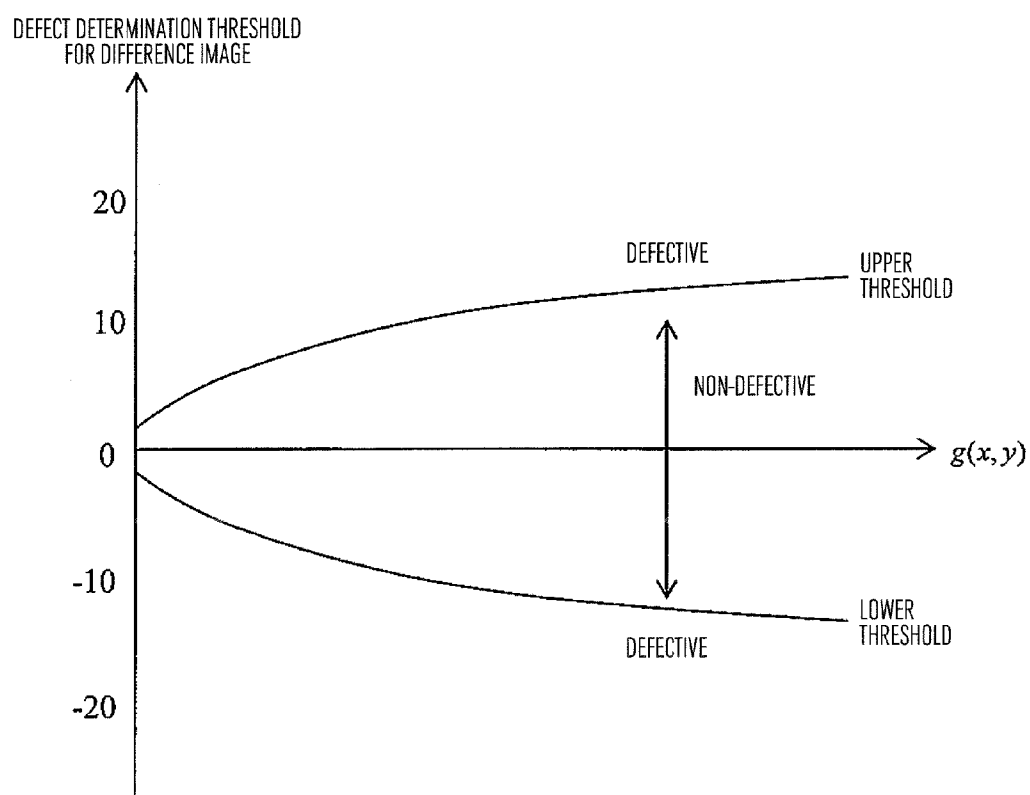 DEFECT DETERMINATION THRESHOLD
FOR DIFFERENCE IMAGE
20
DEFECTIVE
UPPER
THRESHOLD
10
NON-DEFECTIVE
0
g(x, y)
-10
LOWER
THRESHOLD
DEFECTIVE
-20